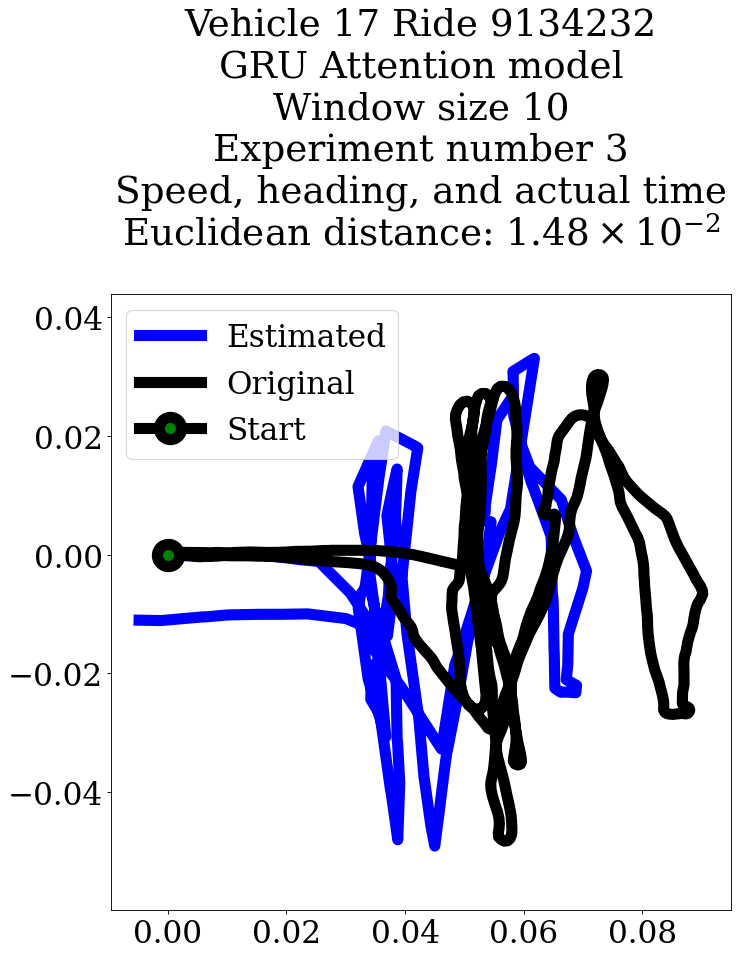 Vehicle 17 Ride 9134232
GRU Attention model
Window size 10
Experiment number 3
Speed, heading, and actual time
Euclidean distance: 1.48 × 10⁻²
Estimated
Original
Start
0.04
0.02
0.00
−0.02
−0.04
0.00 0.02 0.04 0.06 0.08